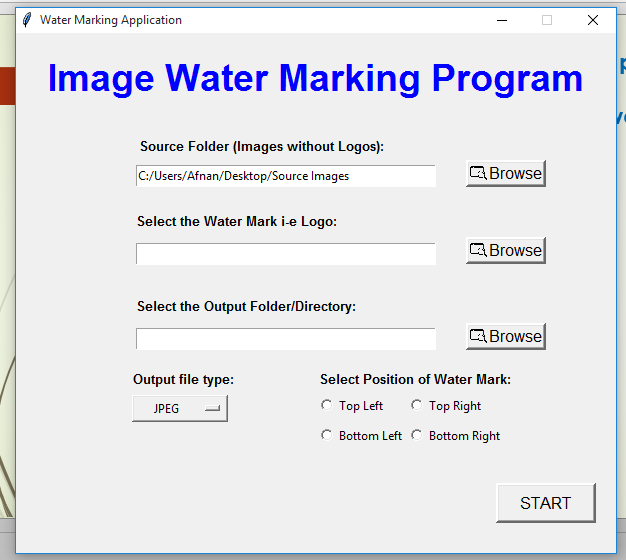 Water Marking Application
Image Water Marking Program
Source Folder (Images without Logos):
C:/Users/Afnan/Desktop/Source Images
Browse
Select the Water Mark i-e Logo:
Browse
Select the Output Folder/Directory:
Browse
Output file type:
Select Position of Water Mark:
JPEG
Top Left
Top Right
Bottom Left
Bottom Right
START